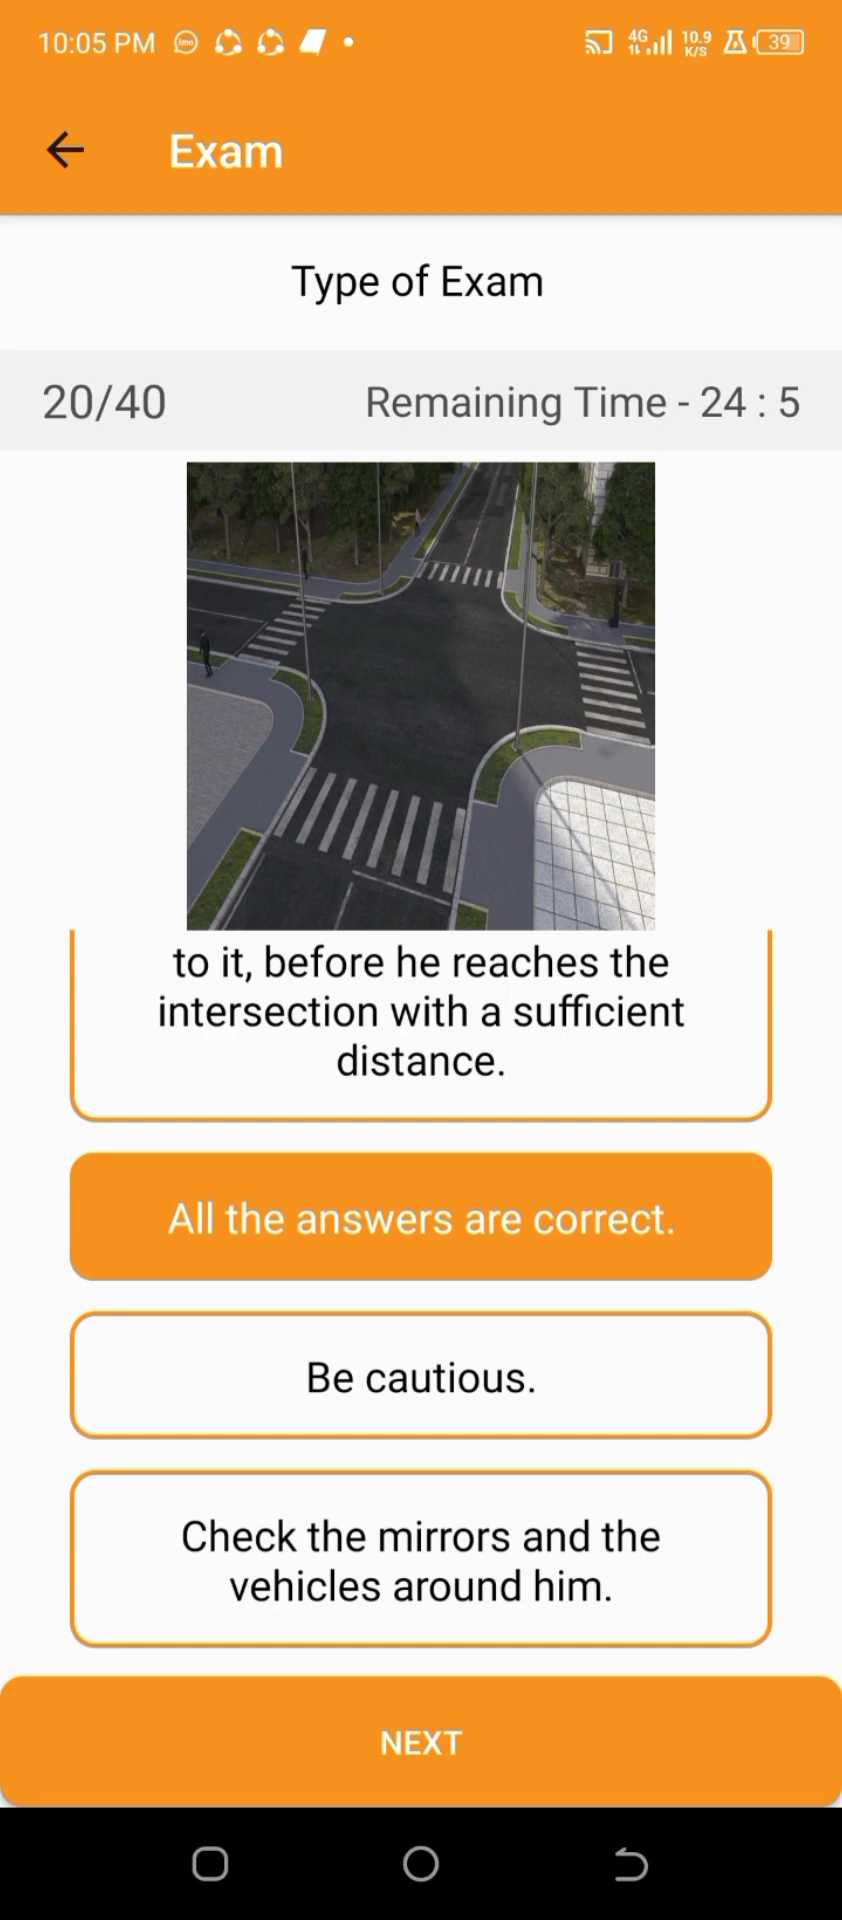 10:05 PM
imo
4G
10.9
K/S
39
Exam
Type of Exam
20/40
Remaining Time - 24 : 5
to it, before he reaches the
intersection with a sufficient
distance.
All the answers are correct.
Be cautious.
Check the mirrors and the
vehicles around him.
NEXT